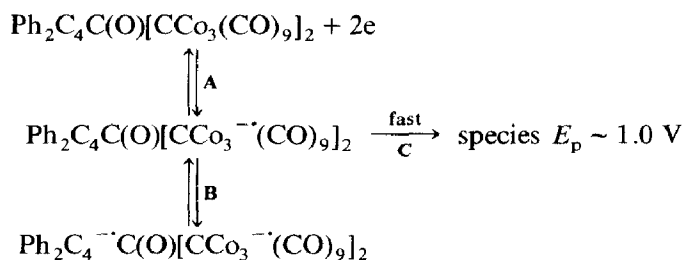 Ph₂C₄C(O)[CCo₃(CO)₉]₂ + 2e
A
Ph₂C₄C(O)[CCo₃⁻˙(CO)₉]₂ fast C species Eₚ ~ 1.0 V
B
Ph₂C₄⁻˙C(O)[CCo₃⁻˙(CO)₉]₂